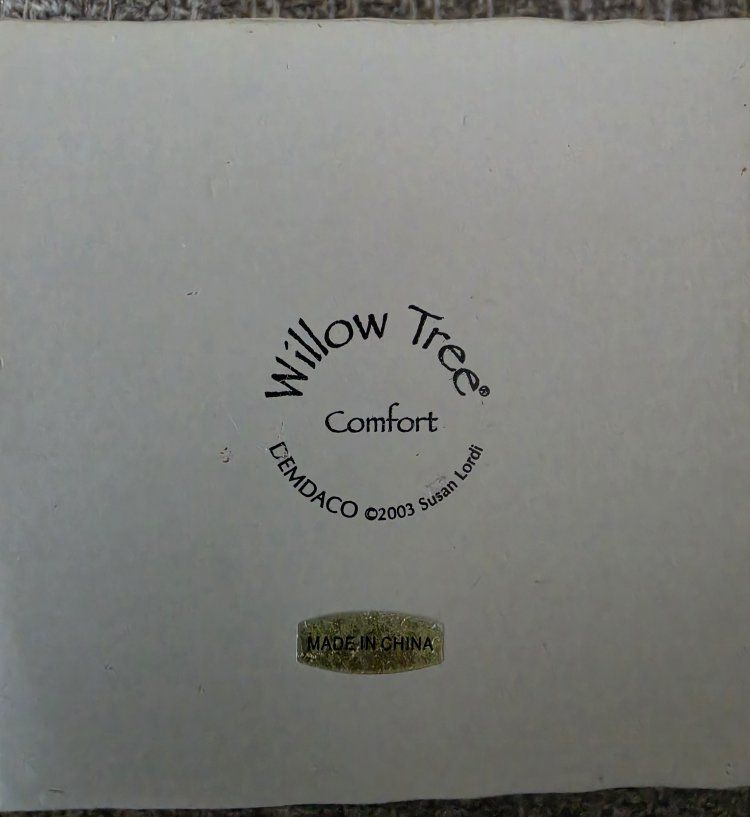 Willow Tree®
Comfort
DEMDACO ©2003 Susan Lordi
MADE IN CHINA